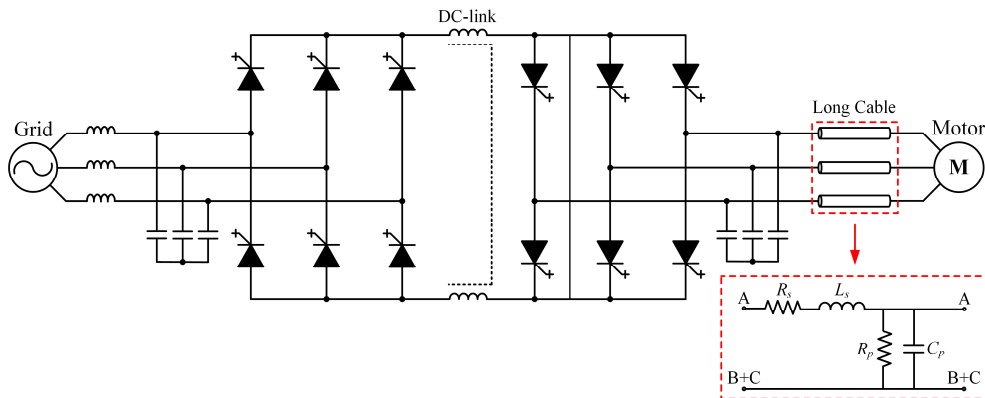 DC-link
Long Cable
Grid
Motor
M
A
Rs
Ls
A
Rp
Cp
B+C
B+C